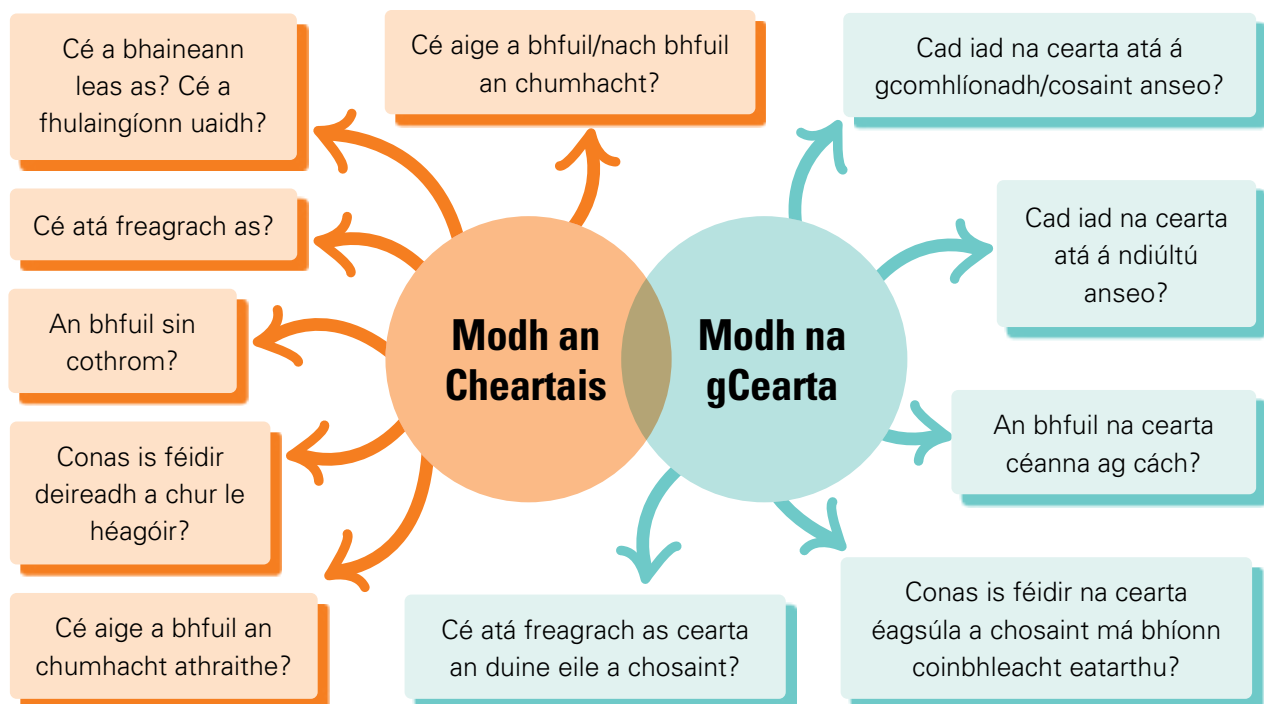 Cé a bhaineann
leas as? Cé a
fhulaingíonn uaidh?
Cé aige a bhfuil/nach bhfuil
an chumhacht?
Cad iad na cearta atá á
gcomhlíonadh/cosaint anseo?
Cé atá freagrach as?
Cad iad na cearta
atá á ndiúltú
anseo?
An bhfuil sin
cothrom?
Modh an
Cheartais
Modh na
gCearta
Conas is féidir
deireadh a chur le
héagóir?
An bhfuil na cearta
céanna ag cách?
Cé aige a bhfuil an
chumhacht athraithe?
Cé atá freagrach as cearta
an duine eile a chosaint?
Conas is féidir na cearta
éagsúla a chosaint má bhíonn
coinbhleacht eatarthu?